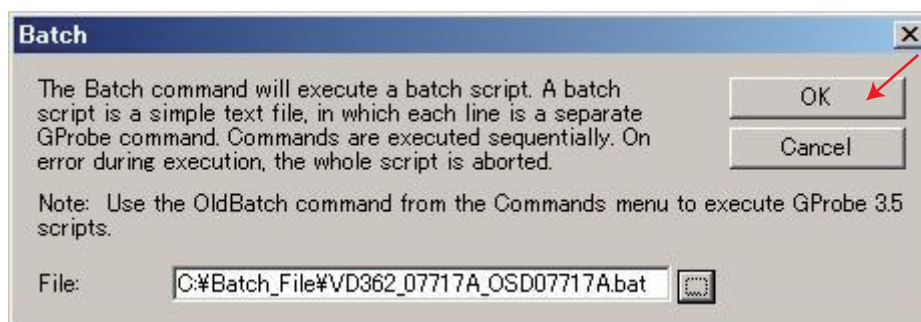 Batch
The Batch command will execute a batch script. A batch
script is a simple text file, in which each line is a separate
GProbe command. Commands are executed sequentially. On
error during execution, the whole script is aborted.
OK
Cancel
Note: Use the OldBatch command from the Commands menu to execute GProbe 3.5
scripts.
File: C:¥Batch_File¥VD362_07717A_OSD07717A.bat ...